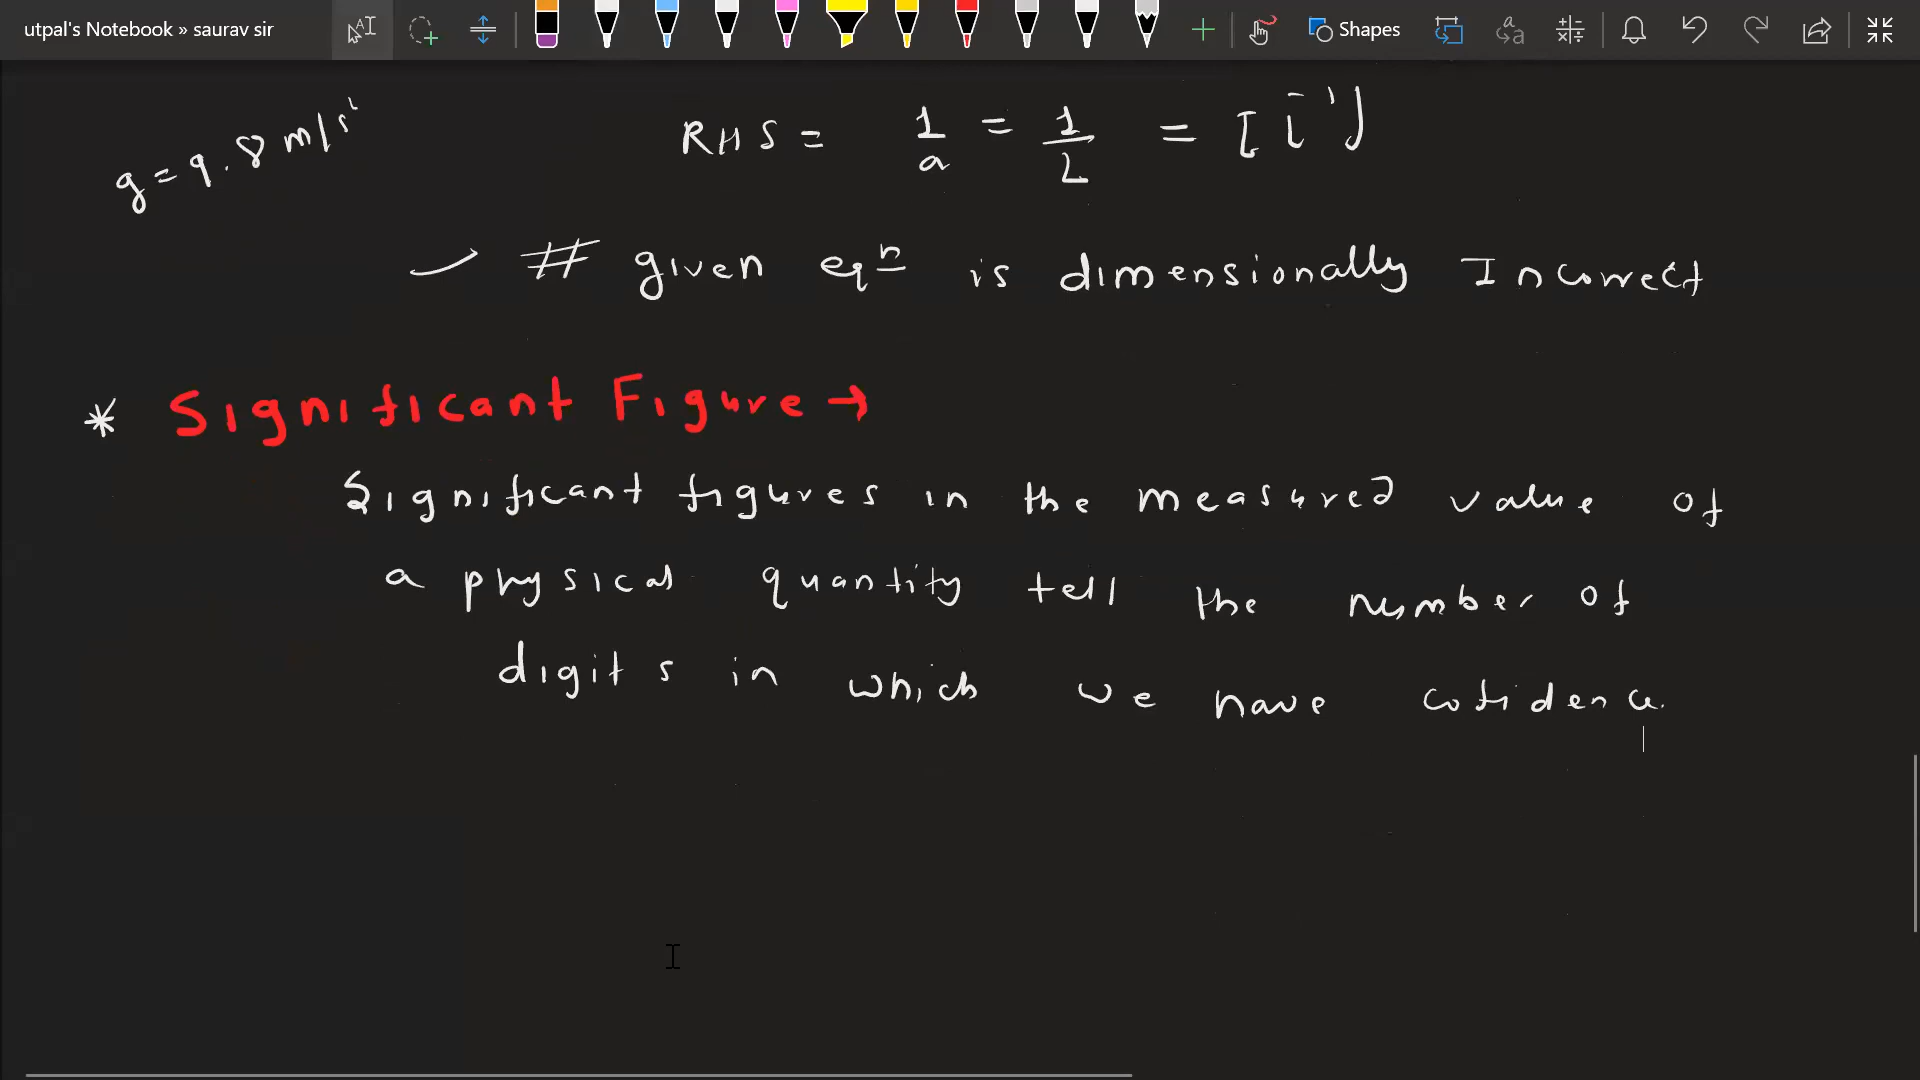 utpal's Notebook » saurav sir
Shapes
g = 9.8 m/s²
RHS = 1/a = 1/L = [L⁻¹]
# given eqn is dimensionally Incorrect
* Significant Figure →
Significant figures in the measured value of
a physical quantity tell the number of
digits in which we have cofidence.